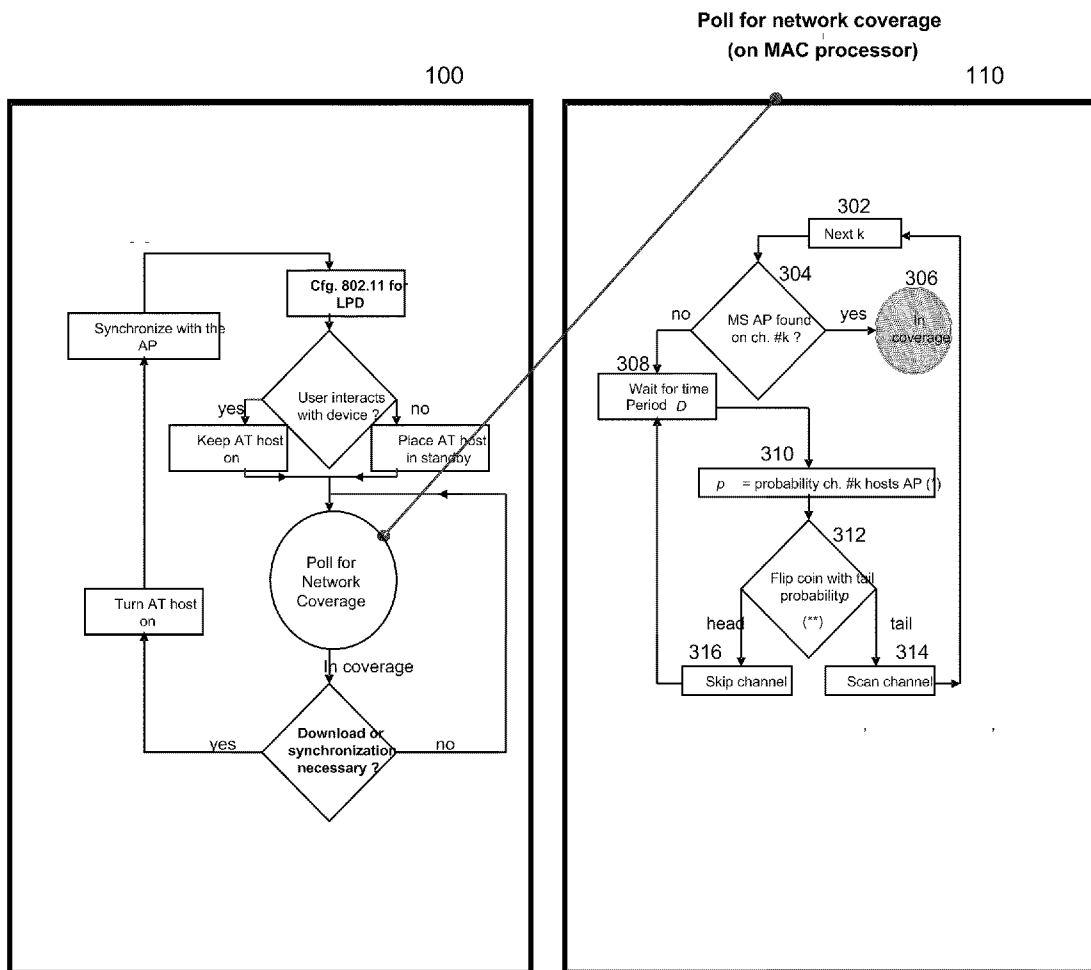 Poll for network coverage
(on MAC processor)
100
110
Cfg. 802.11 for
LPD
Synchronize with the
AP
User interacts
with device ?
yes
no
Keep AT host
on
Place AT host
in standby
Poll for
Network
Coverage
Turn AT host
on
In coverage
Download or
synchronization
necessary ?
yes
no
302
Next k
304
MS AP found
on ch. #k ?
no
yes
306
In
coverage
308
Wait for time
Period D
310
p = probability ch. #k hosts AP (*)
312
Flip coin with tail
probability p
(**)
head
tail
316
Skip channel
314
Scan channel